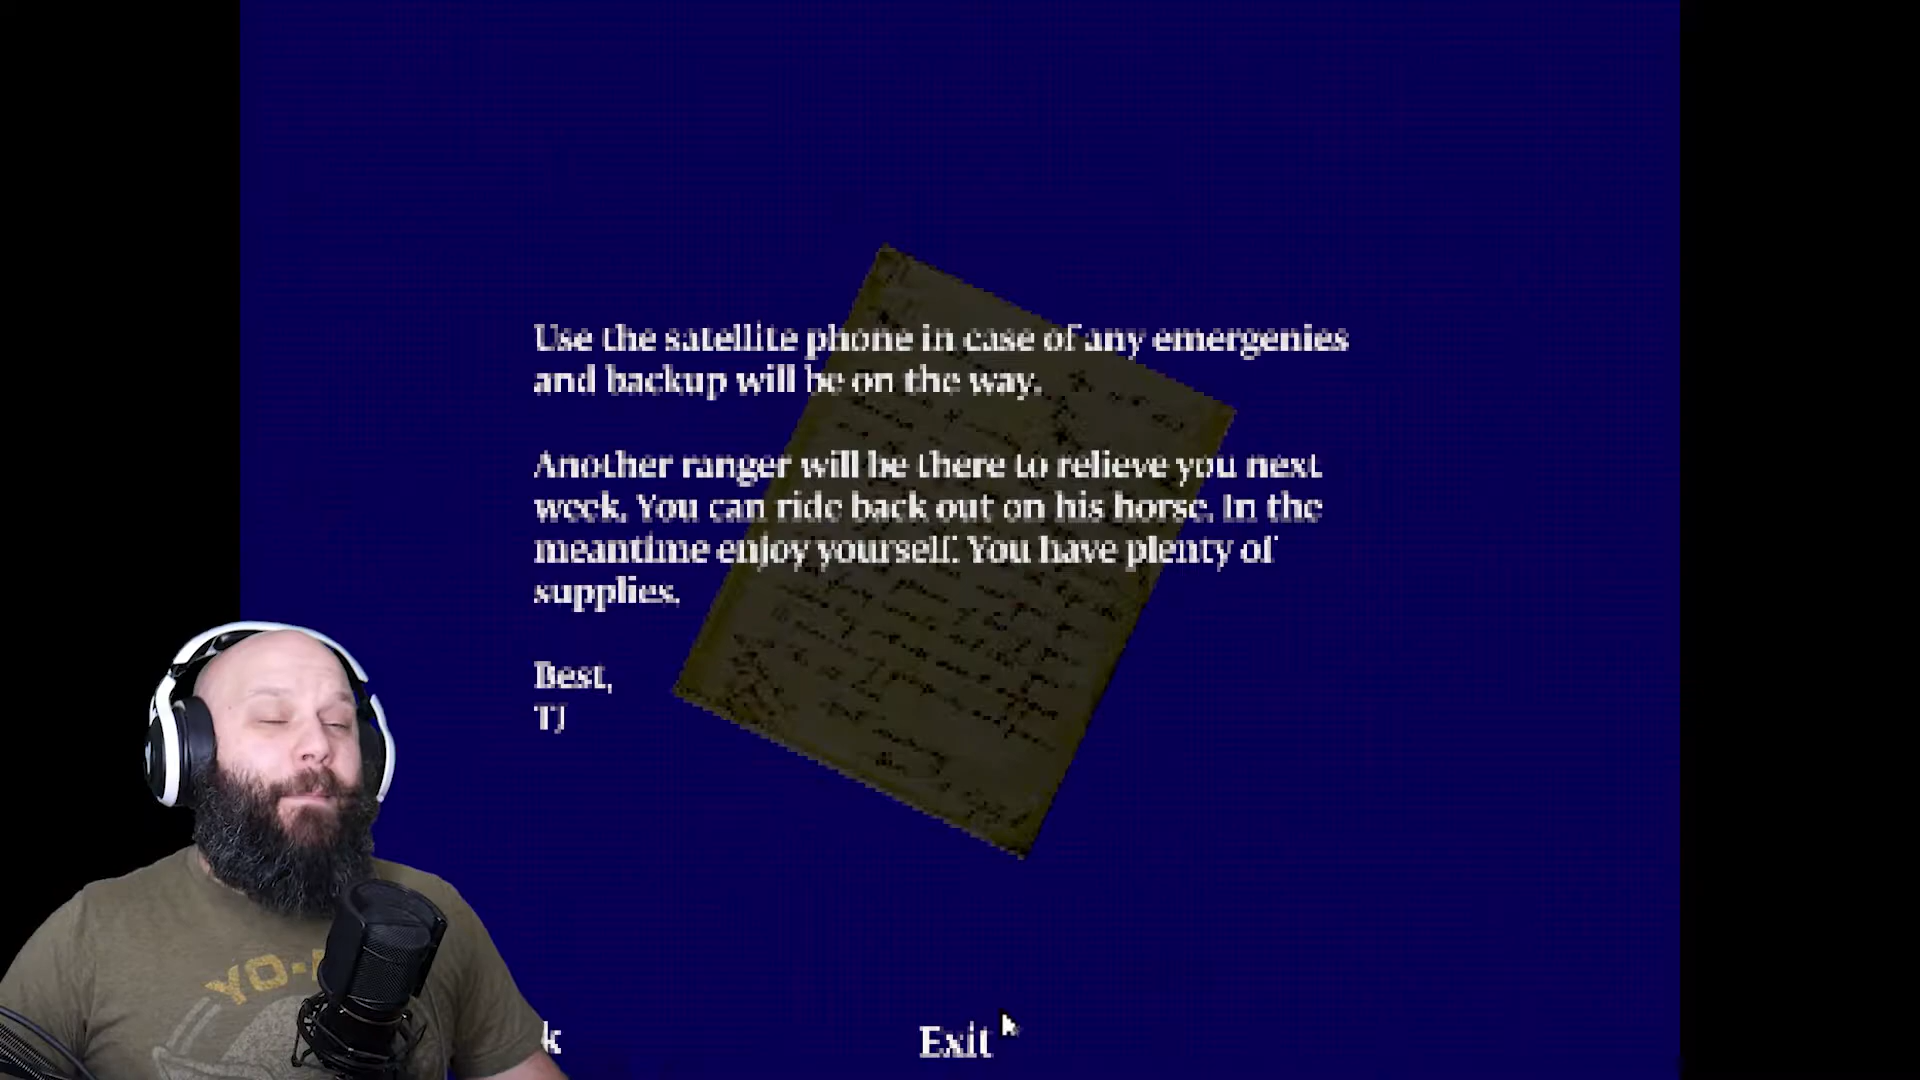 Use the satellite phone in case of any emergenies
and backup will be on the way.
Another ranger will be there to relieve you next
week. You can ride back out on his horse. In the
meantime enjoy yourself. You have plenty of
supplies.
Best,
TJ
YO-
k
Exit